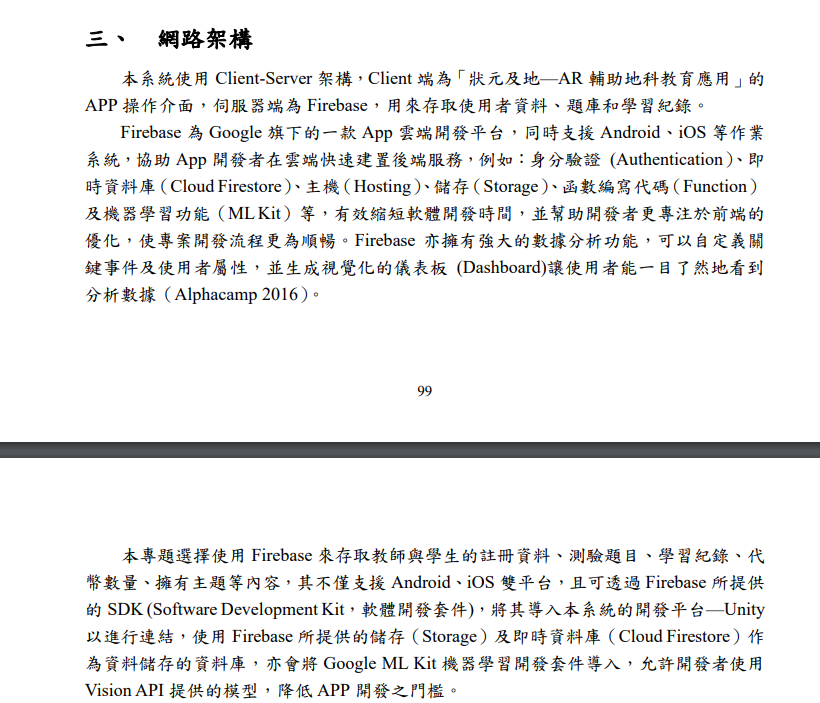 三、 網路架構
本系統使用 Client-Server 架構，Client 端為「狀元及地—AR 輔助地科教育應用」的
APP 操作介面，伺服器端為 Firebase，用來存取使用者資料、題庫和學習紀錄。
Firebase 為 Google 旗下的一款 App 雲端開發平台，同時支援 Android、iOS 等作業
系統，協助 App 開發者在雲端快速建置後端服務，例如：身分驗證 (Authentication)、即
時資料庫（Cloud Firestore）、主機（Hosting）、儲存（Storage）、函數編寫代碼（Function）
及機器學習功能（ML Kit）等，有效縮短軟體開發時間，並幫助開發者更專注於前端的
優化，使專案開發流程更為順暢。Firebase 亦擁有強大的數據分析功能，可以自定義關
鍵事件及使用者屬性，並生成視覺化的儀表板 (Dashboard)讓使用者能一目了然地看到
分析數據（Alphacamp 2016）。
99
本專題選擇使用 Firebase 來存取教師與學生的註冊資料、測驗題目、學習紀錄、代
幣數量、擁有主題等內容，其不僅支援 Android、iOS 雙平台，且可透過 Firebase 所提供
的 SDK (Software Development Kit，軟體開發套件)，將其導入本系統的開發平台—Unity
以進行連結，使用 Firebase 所提供的儲存（Storage）及即時資料庫（Cloud Firestore）作
為資料儲存的資料庫，亦會將 Google ML Kit 機器學習開發套件導入，允許開發者使用
Vision API 提供的模型，降低 APP 開發之門檻。